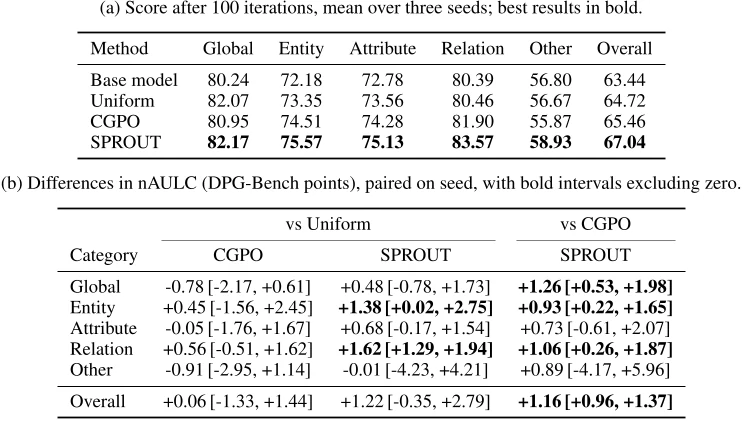 (a) Score after 100 iterations, mean over three seeds; best results in bold.
Method Global Entity Attribute Relation Other Overall
Base model 80.24 72.18 72.78 80.39 56.80 63.44
Uniform 82.07 73.35 73.56 80.46 56.67 64.72
CGPO 80.95 74.51 74.28 81.90 55.87 65.46
SPROUT 82.17 75.57 75.13 83.57 58.93 67.04
(b) Differences in nAULC (DPG-Bench points), paired on seed, with bold intervals excluding zero.
vs Uniform vs CGPO
Category CGPO SPROUT SPROUT
Global -0.78 [-2.17, +0.61] +0.48 [-0.78, +1.73] +1.26 [+0.53, +1.98]
Entity +0.45 [-1.56, +2.45] +1.38 [+0.02, +2.75] +0.93 [+0.22, +1.65]
Attribute -0.05 [-1.76, +1.67] +0.68 [-0.17, +1.54] +0.73 [-0.61, +2.07]
Relation +0.56 [-0.51, +1.62] +1.62 [+1.29, +1.94] +1.06 [+0.26, +1.87]
Other -0.91 [-2.95, +1.14] -0.01 [-4.23, +4.21] +0.89 [-4.17, +5.96]
Overall +0.06 [-1.33, +1.44] +1.22 [-0.35, +2.79] +1.16 [+0.96, +1.37]